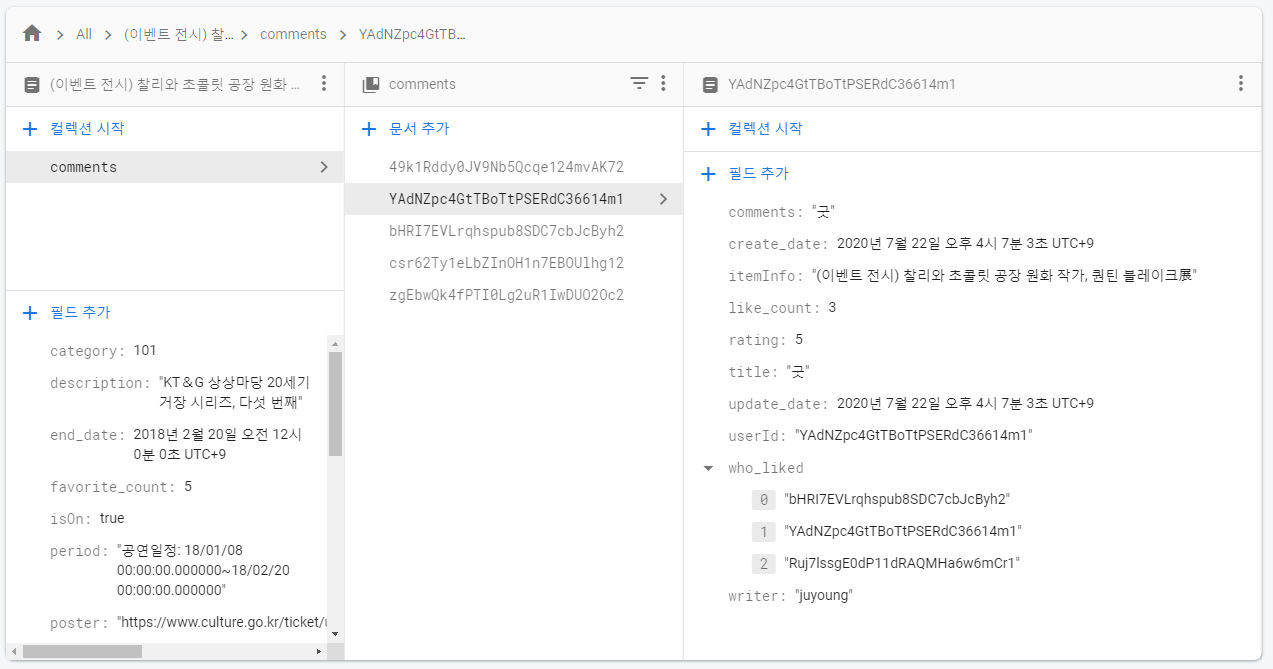 All
(이벤트 전시) 찰...
comments
YAdNZpc4GtTB...
(이벤트 전시) 찰리와 초콜릿 공장 원화 ...
컬렉션 시작
comments
필드 추가
category: 101
description: "KT&G 상상마당 20세기
거장 시리즈, 다섯 번째"
end_date: 2018년 2월 20일 오전 12시
0분 0초 UTC+9
favorite_count: 5
isOn: true
period: "공연일정: 18/01/08
00:00:00.000000~18/02/20
00:00:00.000000"
poster: "https://www.culture.go.kr/ticket/u
comments
문서 추가
49k1Rddy0JV9Nb5Qcqe124mvAK72
YAdNZpc4GtTBoTtPSERdC36614m1
bHRI7EVLrqhspub8SDC7cbJcByh2
csr62Ty1eLbZInOH1n7EBOUlhg12
zgEbwQk4fPTI0Lg2uR1IwDUO2Oc2
YAdNZpc4GtTBoTtPSERdC36614m1
컬렉션 시작
필드 추가
comments: "굿"
create_date: 2020년 7월 22일 오후 4시 7분 3초 UTC+9
itemInfo: "(이벤트 전시) 찰리와 초콜릿 공장 원화 작가, 퀀틴 블레이크展"
like_count: 3
rating: 5
title: "굿"
update_date: 2020년 7월 22일 오후 4시 7분 3초 UTC+9
userId: "YAdNZpc4GtTBoTtPSERdC36614m1"
who_liked
0 "bHRI7EVLrqhspub8SDC7cbJcByh2"
1 "YAdNZpc4GtTBoTtPSERdC36614m1"
2 "Ruj7lssgE0dP11dRAQMHa6w6mCr1"
writer: "juyoung"